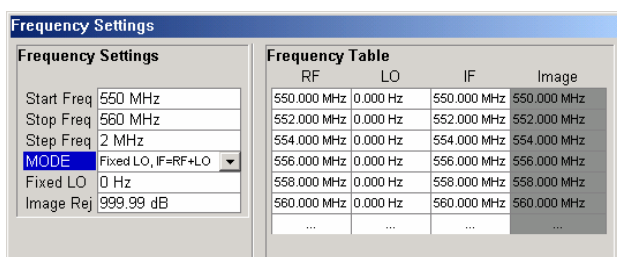 Frequency Settings
Frequency Settings
Start Freq 550 MHz
Stop Freq 560 MHz
Step Freq 2 MHz
MODE Fixed LO, IF=RF+LO
Fixed LO 0 Hz
Image Rej 999.99 dB
Frequency Table
RF LO IF Image
550.000 MHz 0.000 Hz 550.000 MHz 550.000 MHz
552.000 MHz 0.000 Hz 552.000 MHz 552.000 MHz
554.000 MHz 0.000 Hz 554.000 MHz 554.000 MHz
556.000 MHz 0.000 Hz 556.000 MHz 556.000 MHz
558.000 MHz 0.000 Hz 558.000 MHz 558.000 MHz
560.000 MHz 0.000 Hz 560.000 MHz 560.000 MHz
... ... ... ...